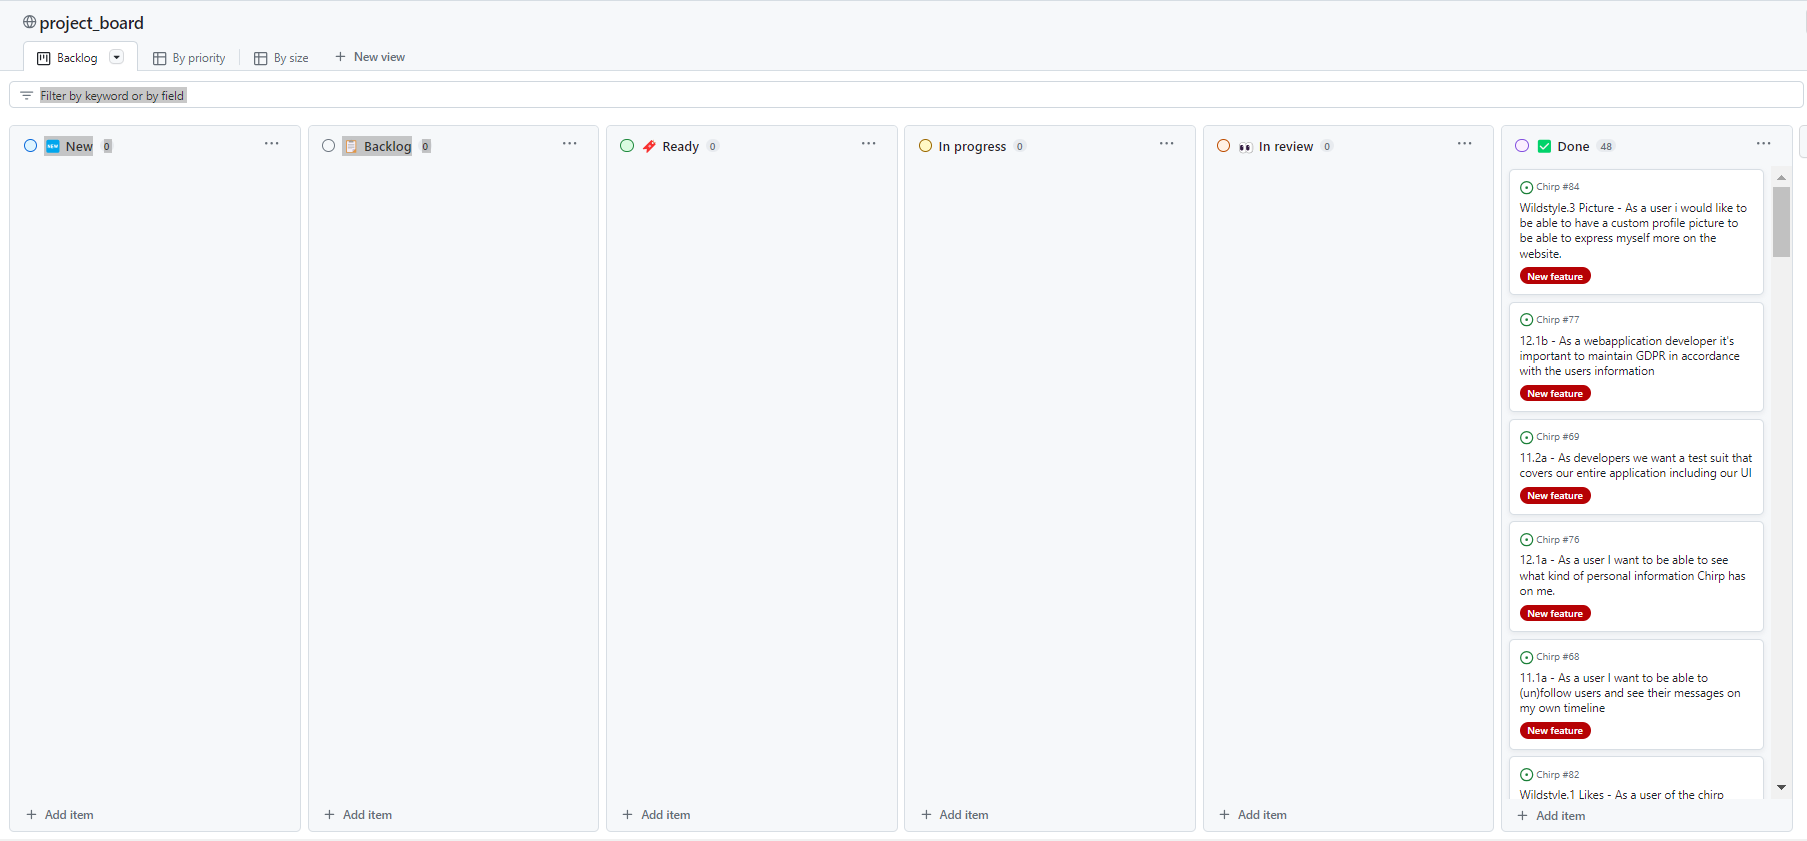 project_board
Backlog
By priority
By size
New view
Filter by keyword or by field
NEW New 0
Backlog 0
Ready 0
In progress 0
In review 0
Done 48
Chirp #84
Wildstyle.3 Picture - As a user i would like to
be able to have a custom profile picture to
be able to express myself more on the
website.
New feature
Chirp #77
12.1b - As a webapplication developer it's
important to maintain GDPR in accordance
with the users information
New feature
Chirp #69
11.2a - As developers we want a test suit that
covers our entire application including our UI
New feature
Chirp #76
12.1a - As a user I want to be able to see
what kind of personal information Chirp has
on me.
New feature
Chirp #68
11.1a - As a user I want to be able to
(un)follow users and see their messages on
my own timeline
New feature
Chirp #82
Wildstyle.1 Likes - As a user of the chirp
Add item
Add item
Add item
Add item
Add item
Add item